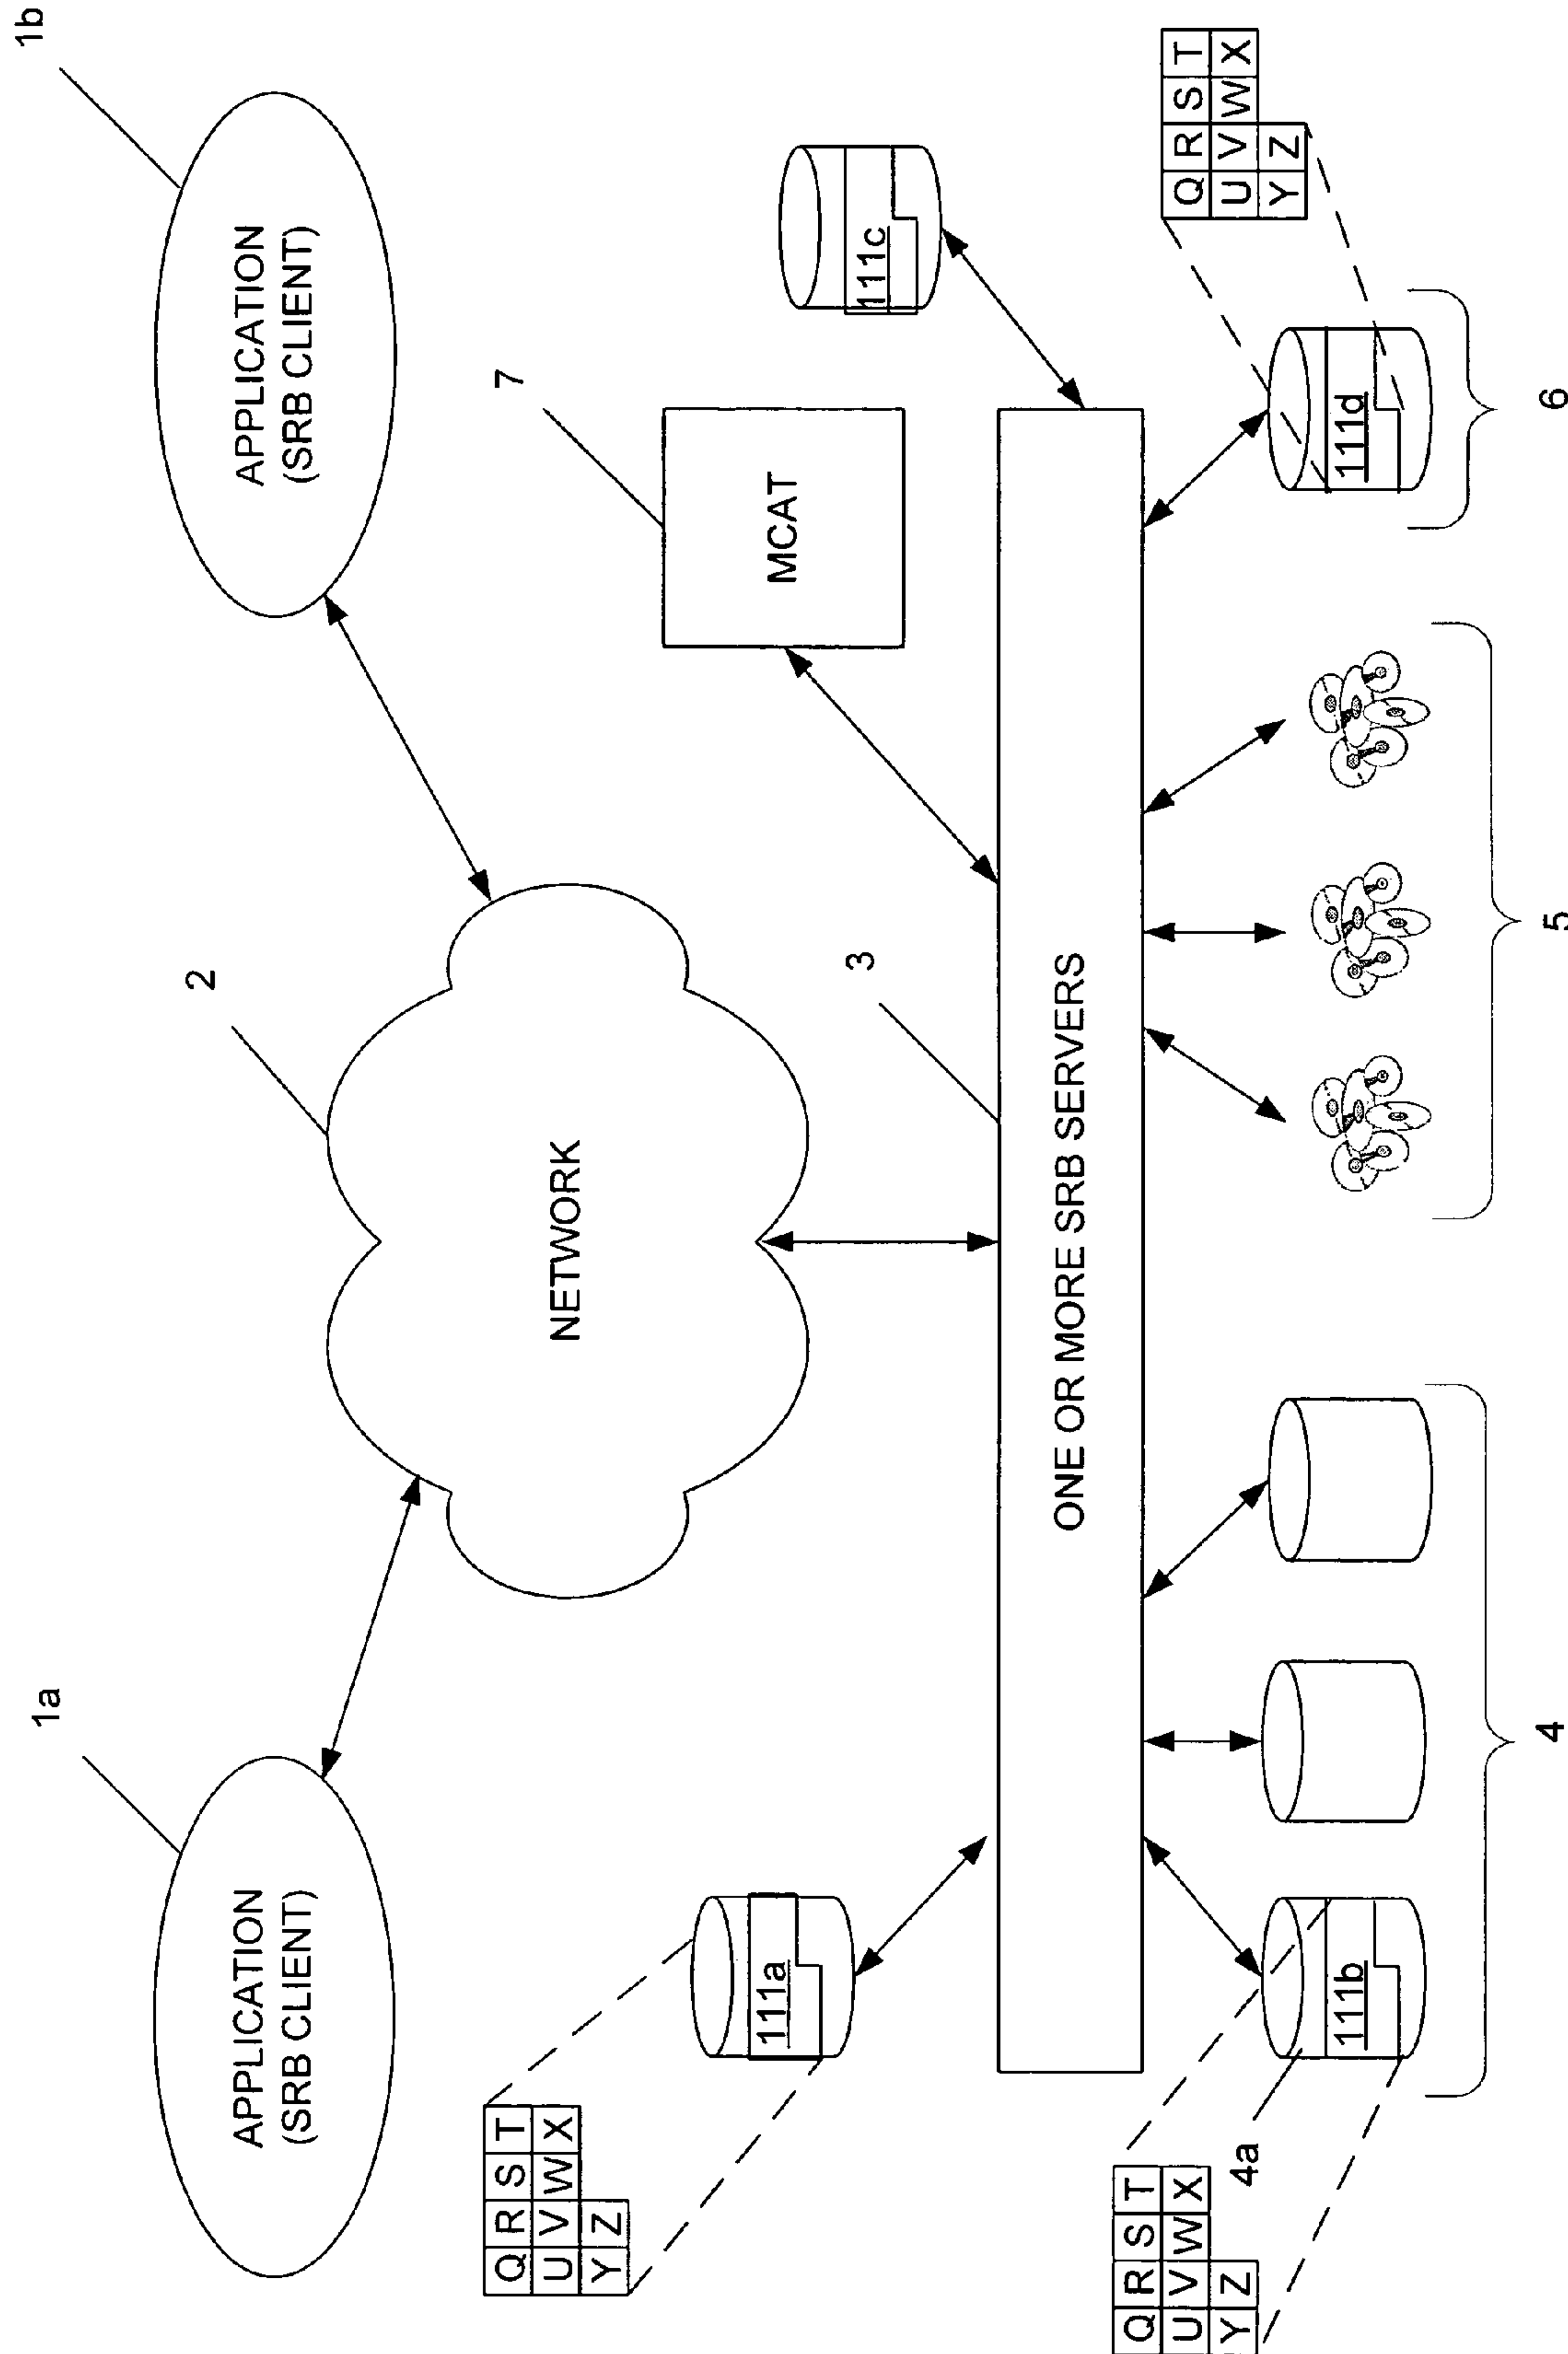 1a
1b
APPLICATION
(SRB CLIENT)
APPLICATION
(SRB CLIENT)
2
NETWORK
7
MCAT
Q R S T
U V W X
Y Z
111a
111c
3
ONE OR MORE SRB SERVERS
Q R S T
U V W X
Y Z
4a
111b
111d
Q R S T
U V W X
Y Z
4
5
6